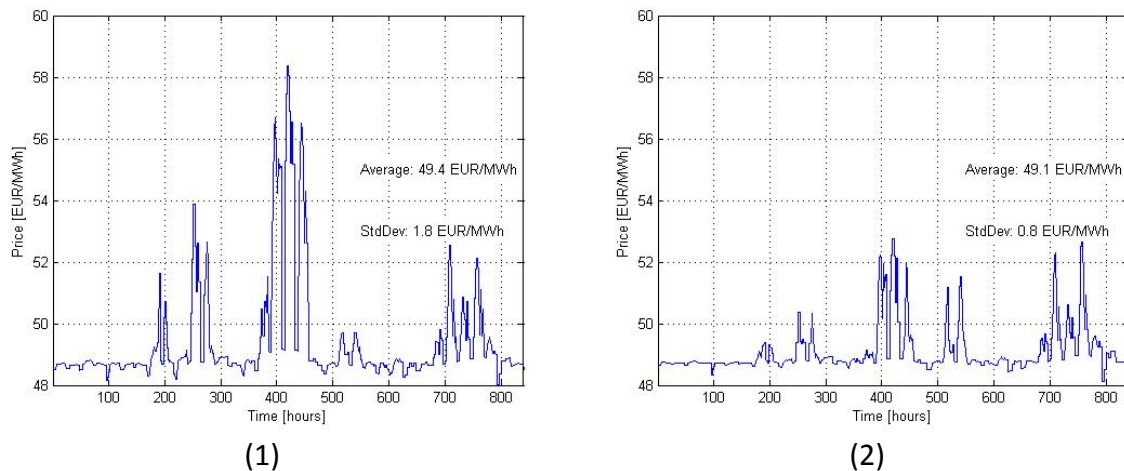 60
58
56
54
52
50
48
Price [EUR/MWh]
Average: 49.4 EUR/MWh
StdDev: 1.8 EUR/MWh
100 200 300 400 500 600 700 800
Time [hours]
(1)
60
58
56
54
52
50
48
Price [EUR/MWh]
Average: 49.1 EUR/MWh
StdDev: 0.8 EUR/MWh
100 200 300 400 500 600 700 800
Time [hours]
(2)